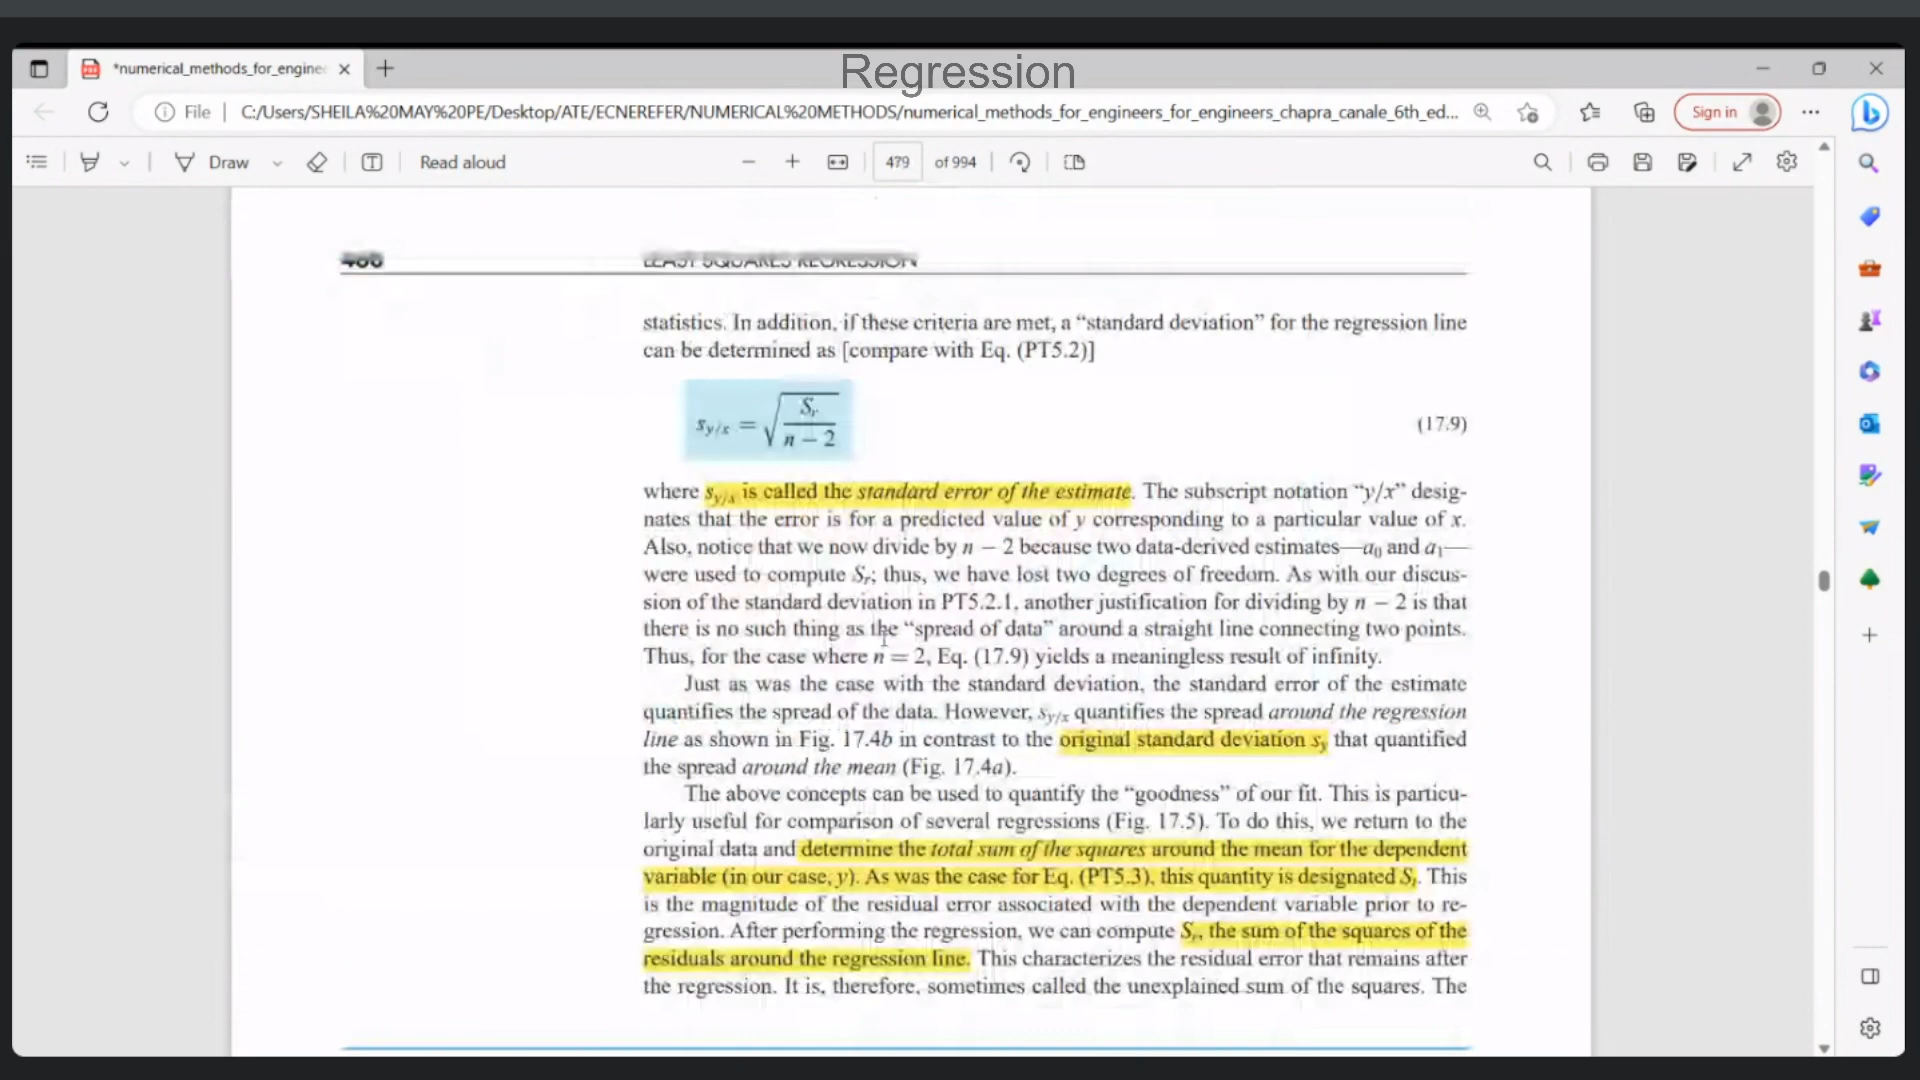 Regression
*numerical_methods_for_enginee
File
C:/Users/SHEILA%20MAY%20PE/Desktop/ATE/ECNEREFER/NUMERICAL%20METHODS/numerical_methods_for_engineers_for_engineers_chapra_canale_6th_ed...
Sign in
Draw
Read aloud
479 of 994
466 LEAST-SQUARES REGRESSION
statistics. In addition, if these criteria are met, a “standard deviation” for the regression line
can be determined as [compare with Eq. (PT5.2)]
s_y/x = √(S_r / (n − 2)) (17.9)
where s_y/x is called the standard error of the estimate. The subscript notation “y/x” desig-
nates that the error is for a predicted value of y corresponding to a particular value of x.
Also, notice that we now divide by n − 2 because two data-derived estimates—a₀ and a₁—
were used to compute S_r; thus, we have lost two degrees of freedom. As with our discus-
sion of the standard deviation in PT5.2.1, another justification for dividing by n − 2 is that
there is no such thing as the “spread of data” around a straight line connecting two points.
Thus, for the case where n = 2, Eq. (17.9) yields a meaningless result of infinity.
Just as was the case with the standard deviation, the standard error of the estimate
quantifies the spread of the data. However, s_y/x quantifies the spread around the regression
line as shown in Fig. 17.4b in contrast to the original standard deviation s_y that quantified
the spread around the mean (Fig. 17.4a).
The above concepts can be used to quantify the “goodness” of our fit. This is particu-
larly useful for comparison of several regressions (Fig. 17.5). To do this, we return to the
original data and determine the total sum of the squares around the mean for the dependent
variable (in our case, y). As was the case for Eq. (PT5.3), this quantity is designated S_t. This
is the magnitude of the residual error associated with the dependent variable prior to re-
gression. After performing the regression, we can compute S_r, the sum of the squares of the
residuals around the regression line. This characterizes the residual error that remains after
the regression. It is, therefore, sometimes called the unexplained sum of the squares. The